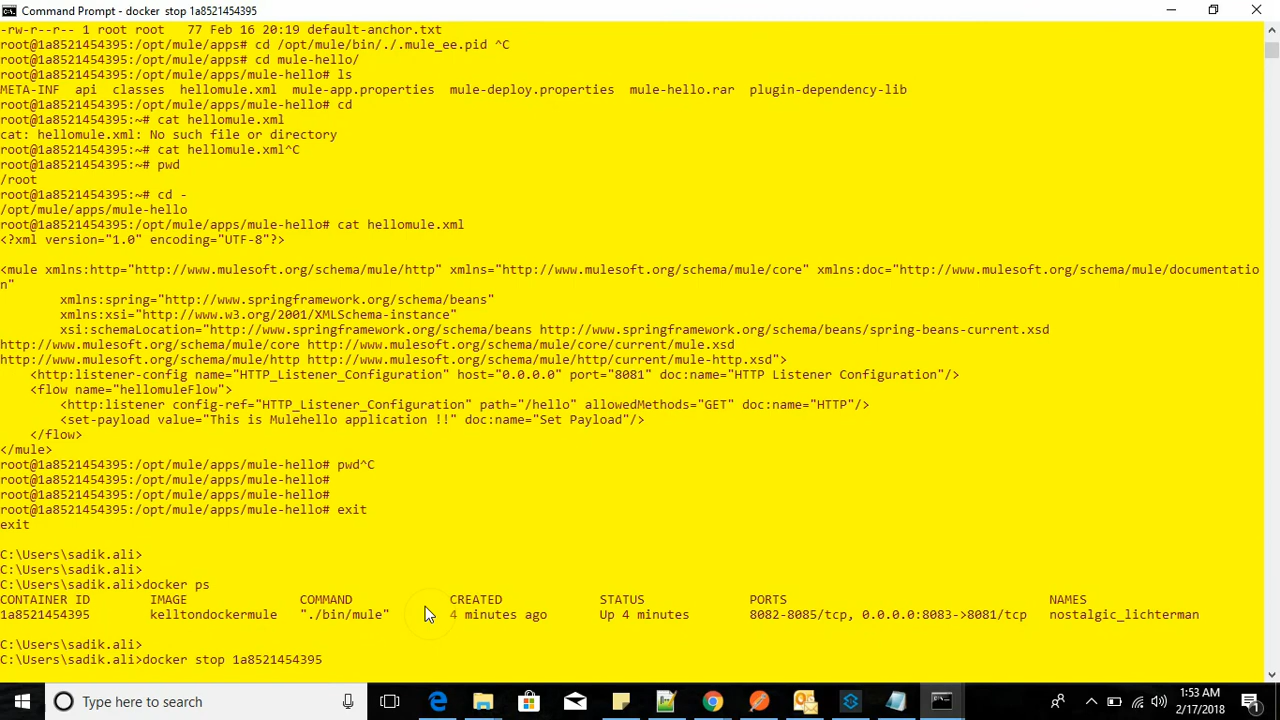 Command Prompt - docker  stop 1a8521454395
-rw-r--r-- 1 root root   77 Feb 16 20:19 default-anchor.txt
root@1a8521454395:/opt/mule/apps# cd /opt/mule/bin/./.mule_ee.pid ^C
root@1a8521454395:/opt/mule/apps# cd mule-hello/
root@1a8521454395:/opt/mule/apps/mule-hello# ls
META-INF  api  classes  hellomule.xml  mule-app.properties  mule-deploy.properties  mule-hello.rar  plugin-dependency-lib
root@1a8521454395:/opt/mule/apps/mule-hello# cd
root@1a8521454395:~# cat hellomule.xml
cat: hellomule.xml: No such file or directory
root@1a8521454395:~# cat hellomule.xml^C
root@1a8521454395:~# pwd
/root
root@1a8521454395:~# cd -
/opt/mule/apps/mule-hello
root@1a8521454395:/opt/mule/apps/mule-hello# cat hellomule.xml
<?xml version="1.0" encoding="UTF-8"?>
<mule xmlns:http="http://www.mulesoft.org/schema/mule/http" xmlns="http://www.mulesoft.org/schema/mule/core" xmlns:doc="http://www.mulesoft.org/schema/mule/documentatio
n"
        xmlns:spring="http://www.springframework.org/schema/beans"
        xmlns:xsi="http://www.w3.org/2001/XMLSchema-instance"
        xsi:schemaLocation="http://www.springframework.org/schema/beans http://www.springframework.org/schema/beans/spring-beans-current.xsd
http://www.mulesoft.org/schema/mule/core http://www.mulesoft.org/schema/mule/core/current/mule.xsd
http://www.mulesoft.org/schema/mule/http http://www.mulesoft.org/schema/mule/http/current/mule-http.xsd">
    <http:listener-config name="HTTP_Listener_Configuration" host="0.0.0.0" port="8081" doc:name="HTTP Listener Configuration"/>
    <flow name="hellomuleFlow">
        <http:listener config-ref="HTTP_Listener_Configuration" path="/hello" allowedMethods="GET" doc:name="HTTP"/>
        <set-payload value="This is Mulehello application !!" doc:name="Set Payload"/>
    </flow>
</mule>
root@1a8521454395:/opt/mule/apps/mule-hello# pwd^C
root@1a8521454395:/opt/mule/apps/mule-hello#
root@1a8521454395:/opt/mule/apps/mule-hello#
root@1a8521454395:/opt/mule/apps/mule-hello# exit
exit
C:\Users\sadik.ali>
C:\Users\sadik.ali>
C:\Users\sadik.ali>docker ps
CONTAINER ID        IMAGE               COMMAND             CREATED             STATUS              PORTS                                   NAMES
1a8521454395        kelltondockermule   "./bin/mule"        4 minutes ago       Up 4 minutes        8082-8085/tcp, 0.0.0.0:8083->8081/tcp   nostalgic_lichterman
C:\Users\sadik.ali>
C:\Users\sadik.ali>docker stop 1a8521454395
Type here to search
1:53 AM
2/17/2018
1